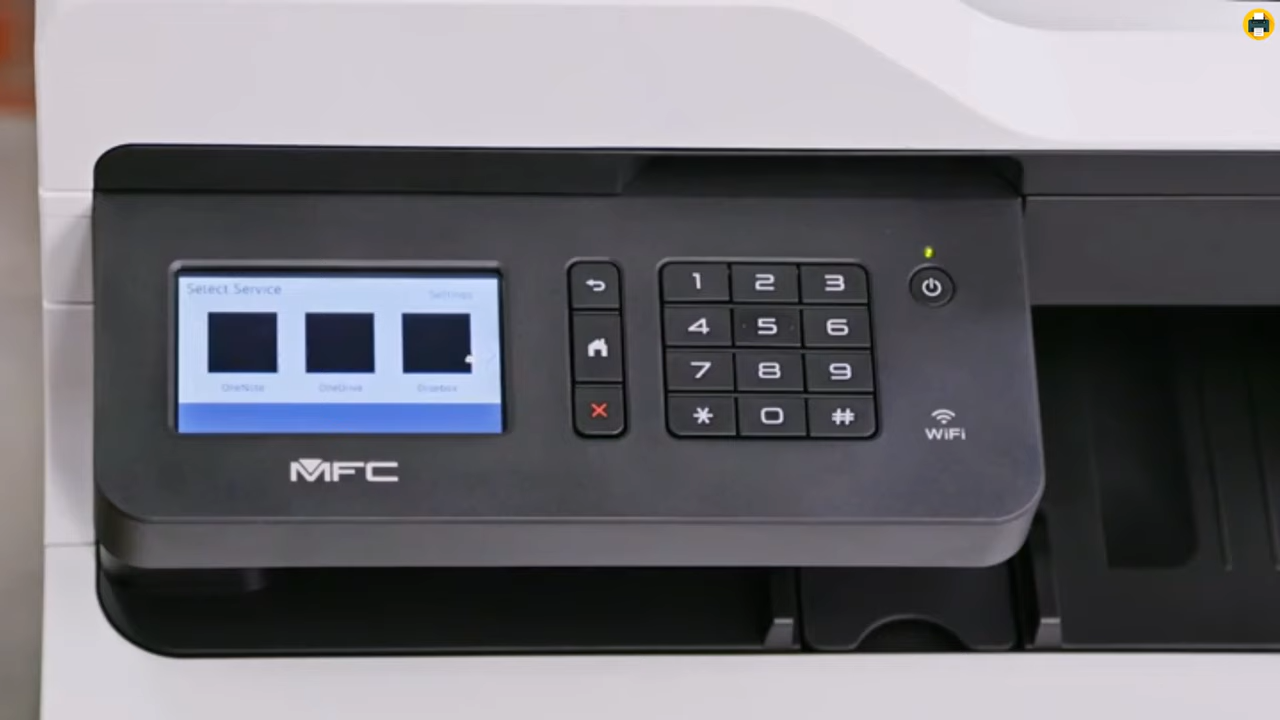 Select Service
Settings
OneNote OneDrive Dropbox
MFC
1 2 3
4 5 6
7 8 9
* 0 #
WiFi